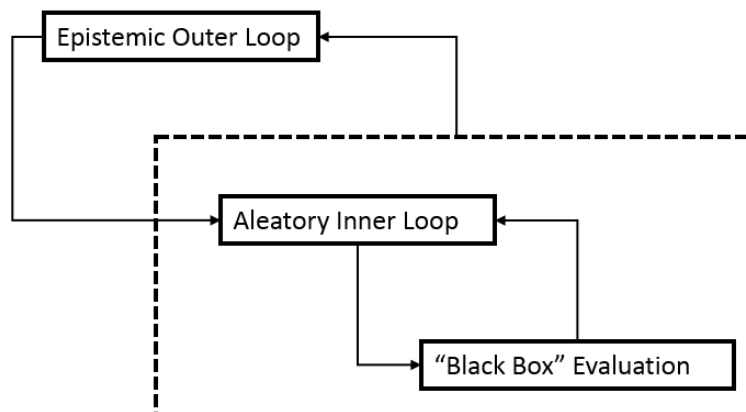 Epistemic Outer Loop
Aleatory Inner Loop
“Black Box” Evaluation